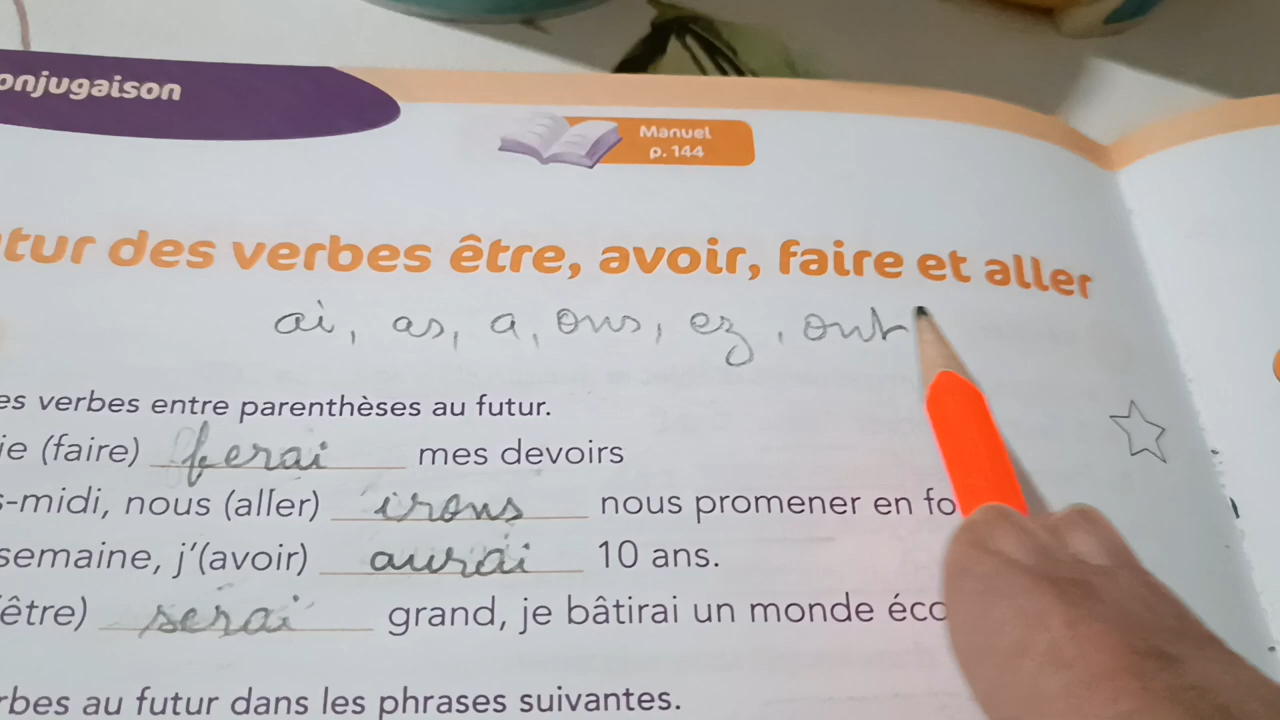 onjugaison
Manuel
p. 144
tur des verbes être, avoir, faire et aller
ai, as, a, ons, ez, ont
es verbes entre parenthèses au futur.
ie (faire) ferai mes devoirs
s-midi, nous (aller) irons nous promener en fo
semaine, j'(avoir) aurai 10 ans.
(être) serai grand, je bâtirai un monde éco
rbes au futur dans les phrases suivantes.